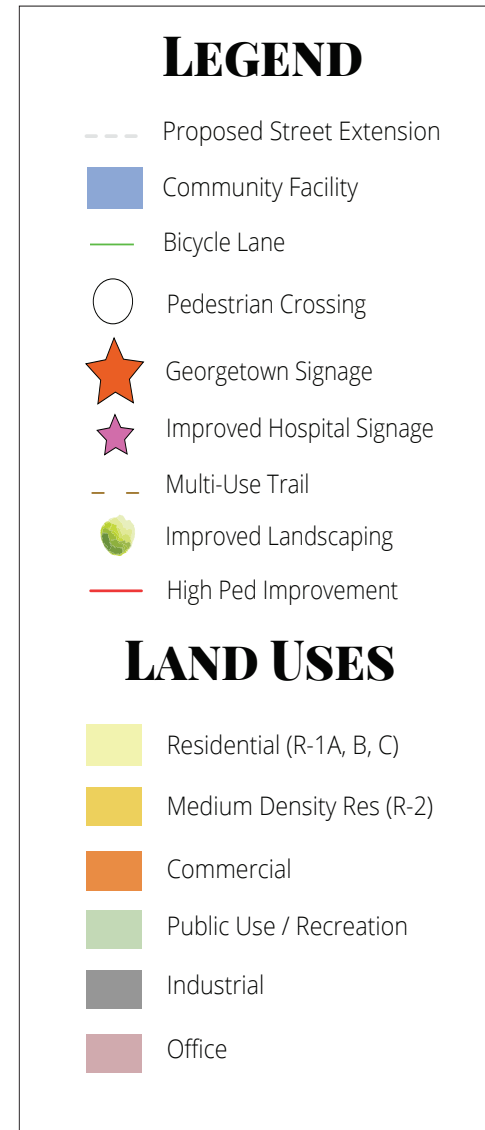 LEGEND
Proposed Street Extension
Community Facility
Bicycle Lane
Pedestrian Crossing
Georgetown Signage
Improved Hospital Signage
Multi-Use Trail
Improved Landscaping
High Ped Improvement
LAND USES
Residential (R-1A, B, C)
Medium Density Res (R-2)
Commercial
Public Use / Recreation
Industrial
Office